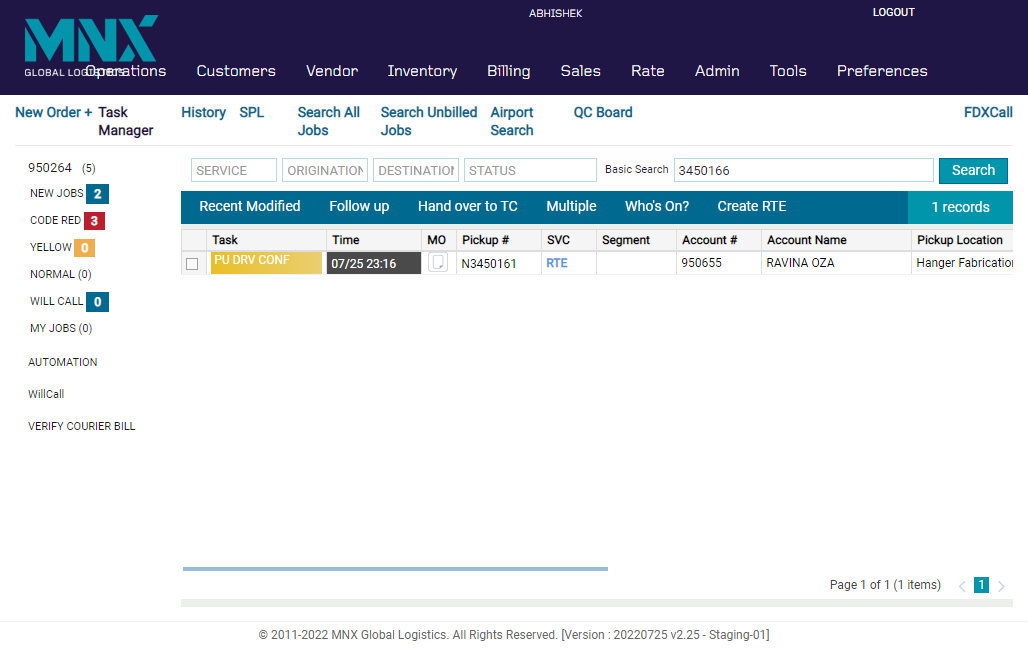 ABHISHEK
LOGOUT
MNX
GLOBAL LOGISTICS
Operations Customers Vendor Inventory Billing Sales Rate Admin Tools Preferences
New Order + Task Manager History SPL Search All Jobs Search Unbilled Jobs Airport Search QC Board FDXCall
950264 (5)
NEW JOBS 2
CODE RED 3
YELLOW 0
NORMAL (0)
WILL CALL 0
MY JOBS (0)
AUTOMATION
WillCall
VERIFY COURIER BILL
SERVICE ORIGINATION DESTINATION STATUS Basic Search 3450166 Search
Recent Modified Follow up Hand over to TC Multiple Who's On? Create RTE 1 records
Task Time MO Pickup # SVC Segment Account # Account Name Pickup Location
PU DRV CONF 07/25 23:16 N3450161 RTE 950655 RAVINA OZA Hanger Fabrication
Page 1 of 1 (1 items) 1
© 2011-2022 MNX Global Logistics. All Rights Reserved. [Version : 20220725 v2.25 - Staging-01]